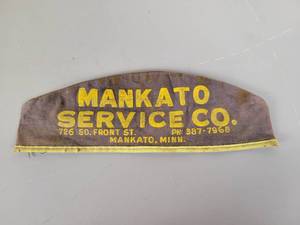 MANKATO
SERVICE CO.
726 SO. FRONT ST. PH 387-7968
MANKATO, MINN.